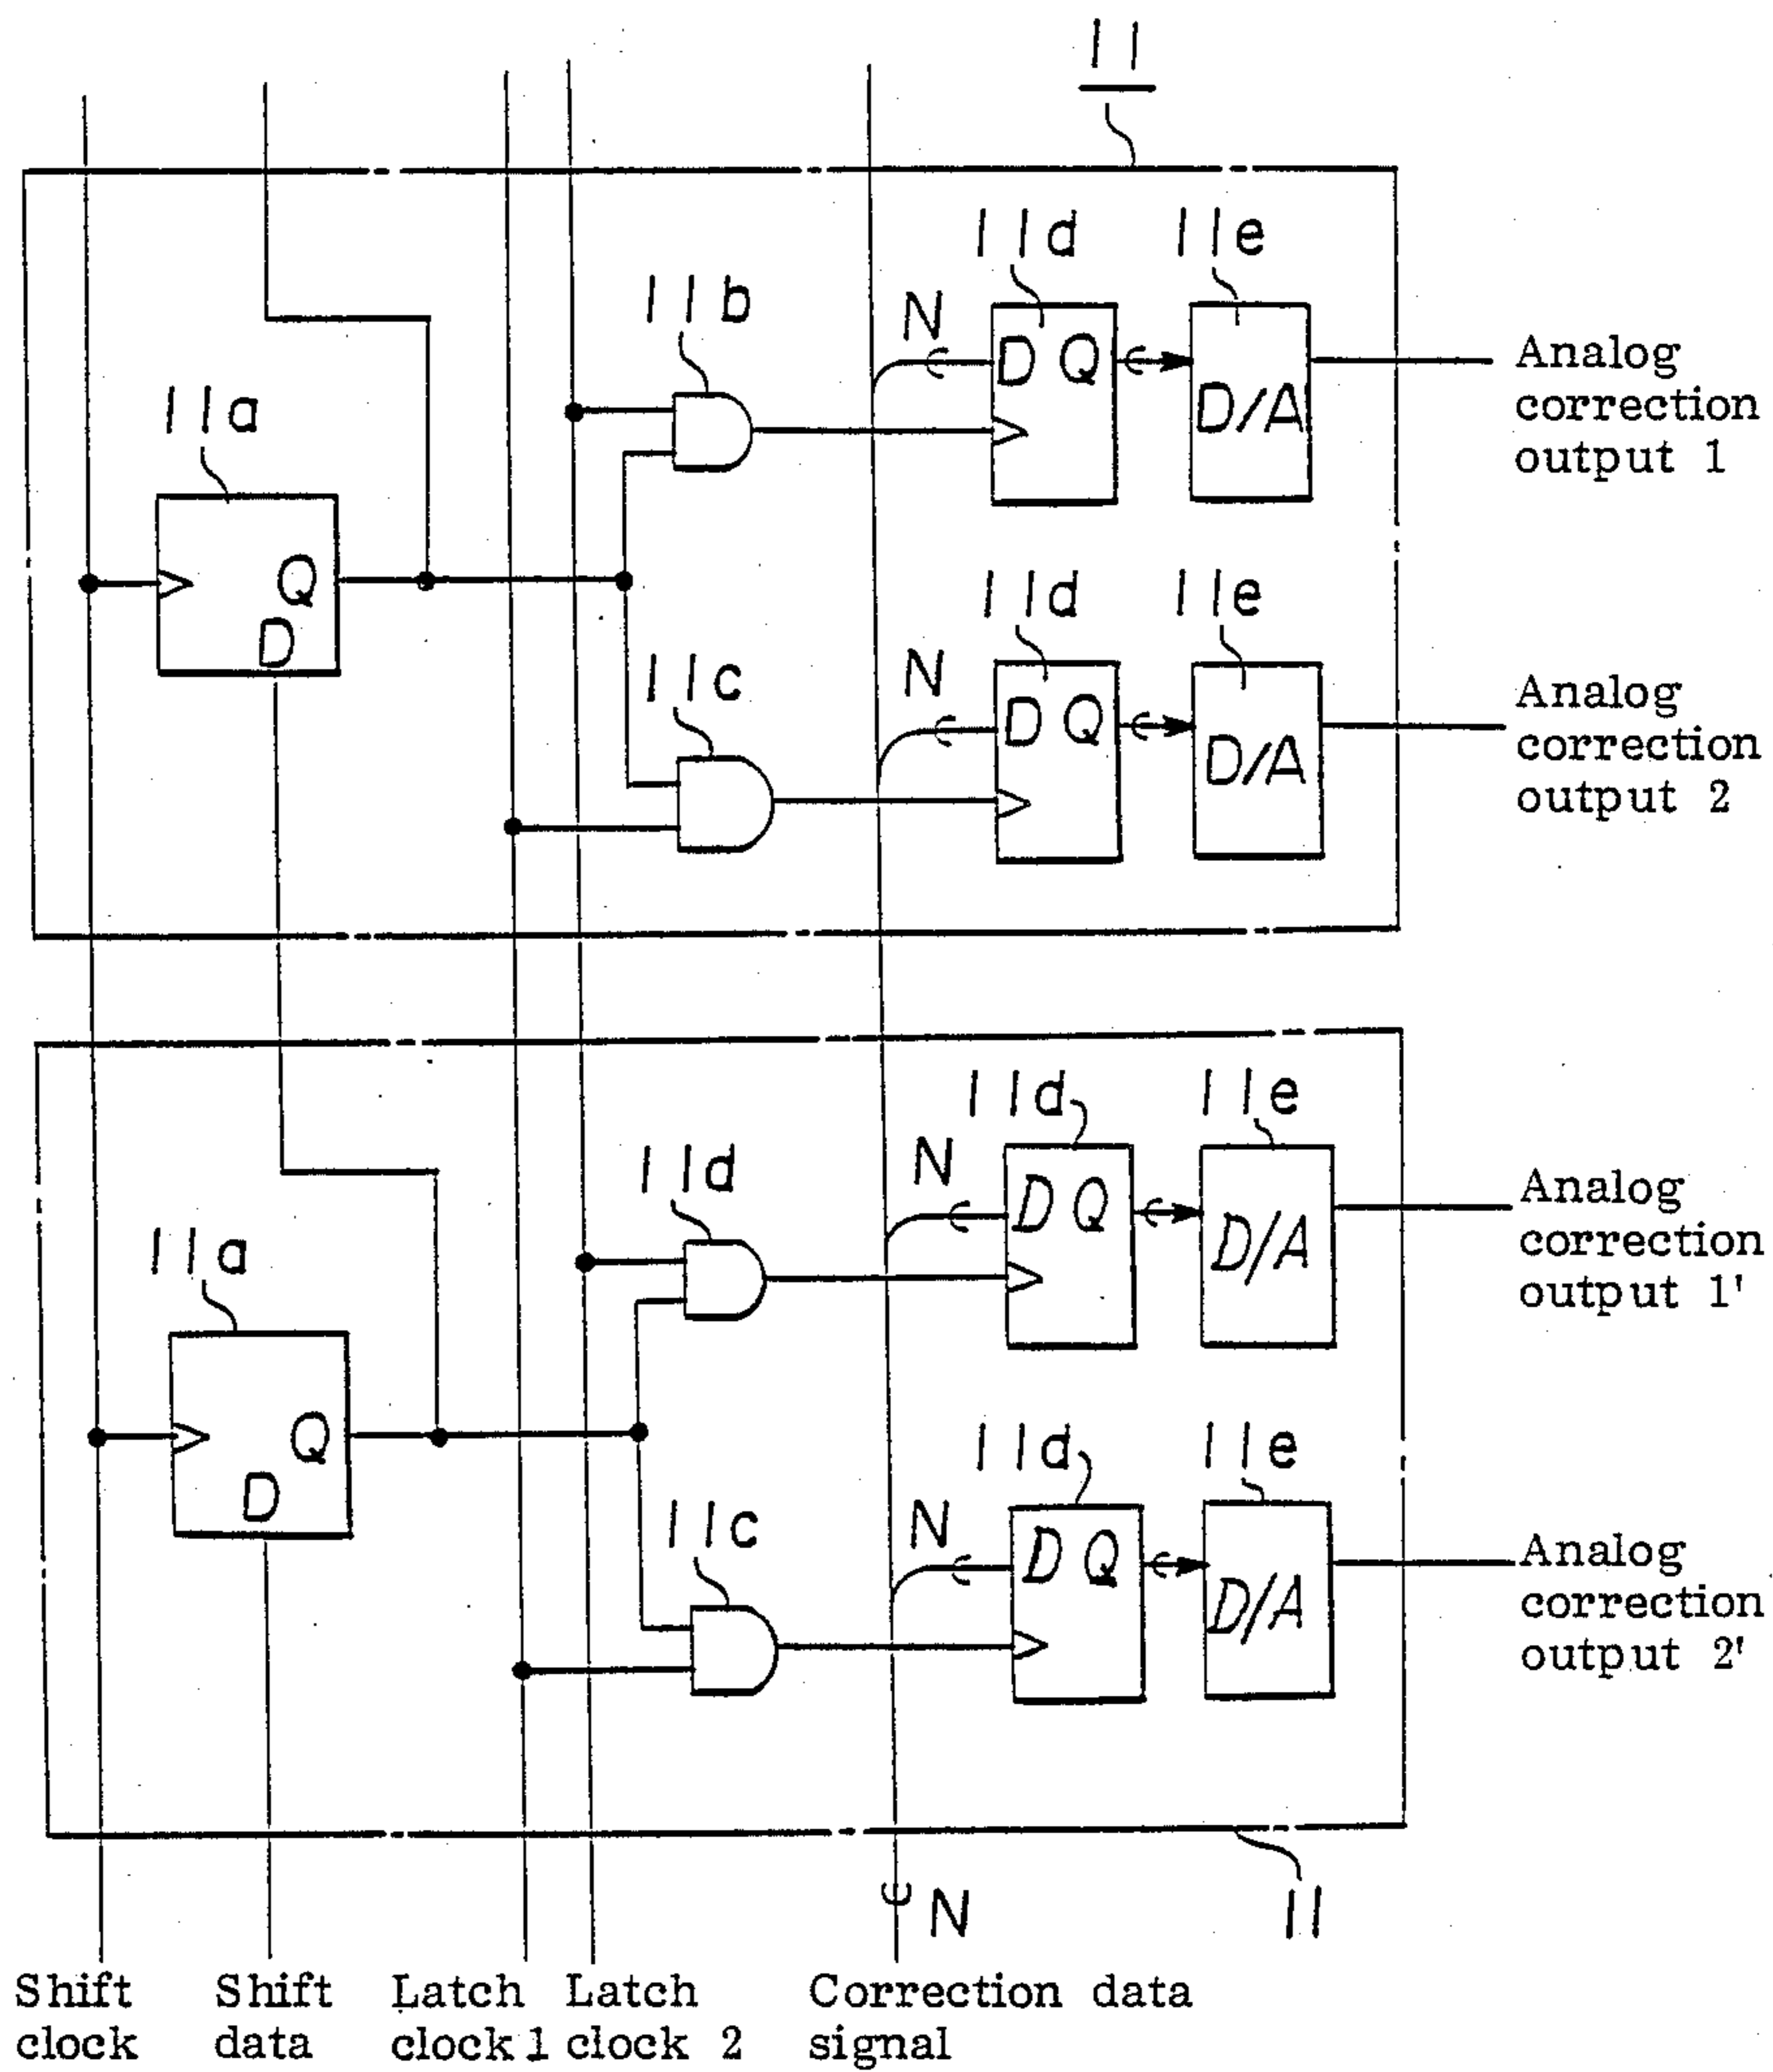 11
11d
11e
11b
N
D Q
D/A
Analog
correction
output 1
11a
Q
D
11d
11e
11c
N
D Q
D/A
Analog
correction
output 2
11d
11e
11d
N
D Q
D/A
Analog
correction
output 1'
11a
Q
D
11d
11e
11c
N
D Q
D/A
Analog
correction
output 2'
N
11
Shift
clock
Shift
data
Latch
clock 1
Latch
clock 2
Correction data
signal